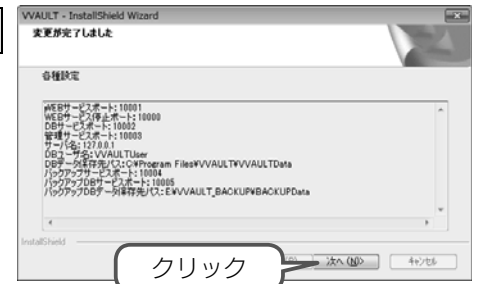 VVAULT - InstallShield Wizard
変更が完了しました
各種設定
WEBサービスポート: 10001
WEBサービス停止ポート: 10000
DBサービスポート: 10002
管理サービスポート: 10003
サーバ名: 127.0.0.1
DBユーザ名: VVAULTUser
DBデータ保存先パス: C:¥Program Files¥VVAULT¥VVAULTData
バックアップサービスポート: 10004
バックアップDBサービスポート: 10005
バックアップDBデータ保存先パス: E:¥VVAULT_BACKUP¥BACKUPData
InstallShield
クリック
次へ (N)>
キャンセル